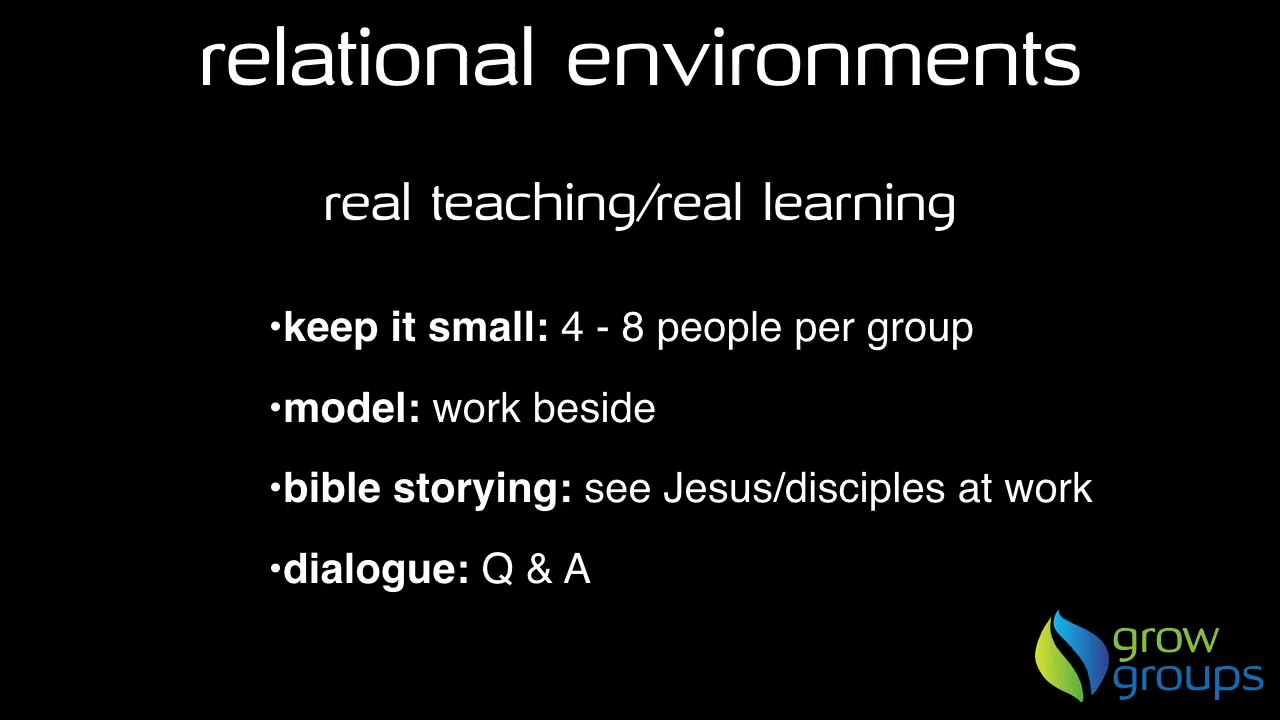 relational environments
real teaching/real learning
•keep it small: 4 - 8 people per group
•model: work beside
•bible storying: see Jesus/disciples at work
•dialogue: Q & A
grow
groups